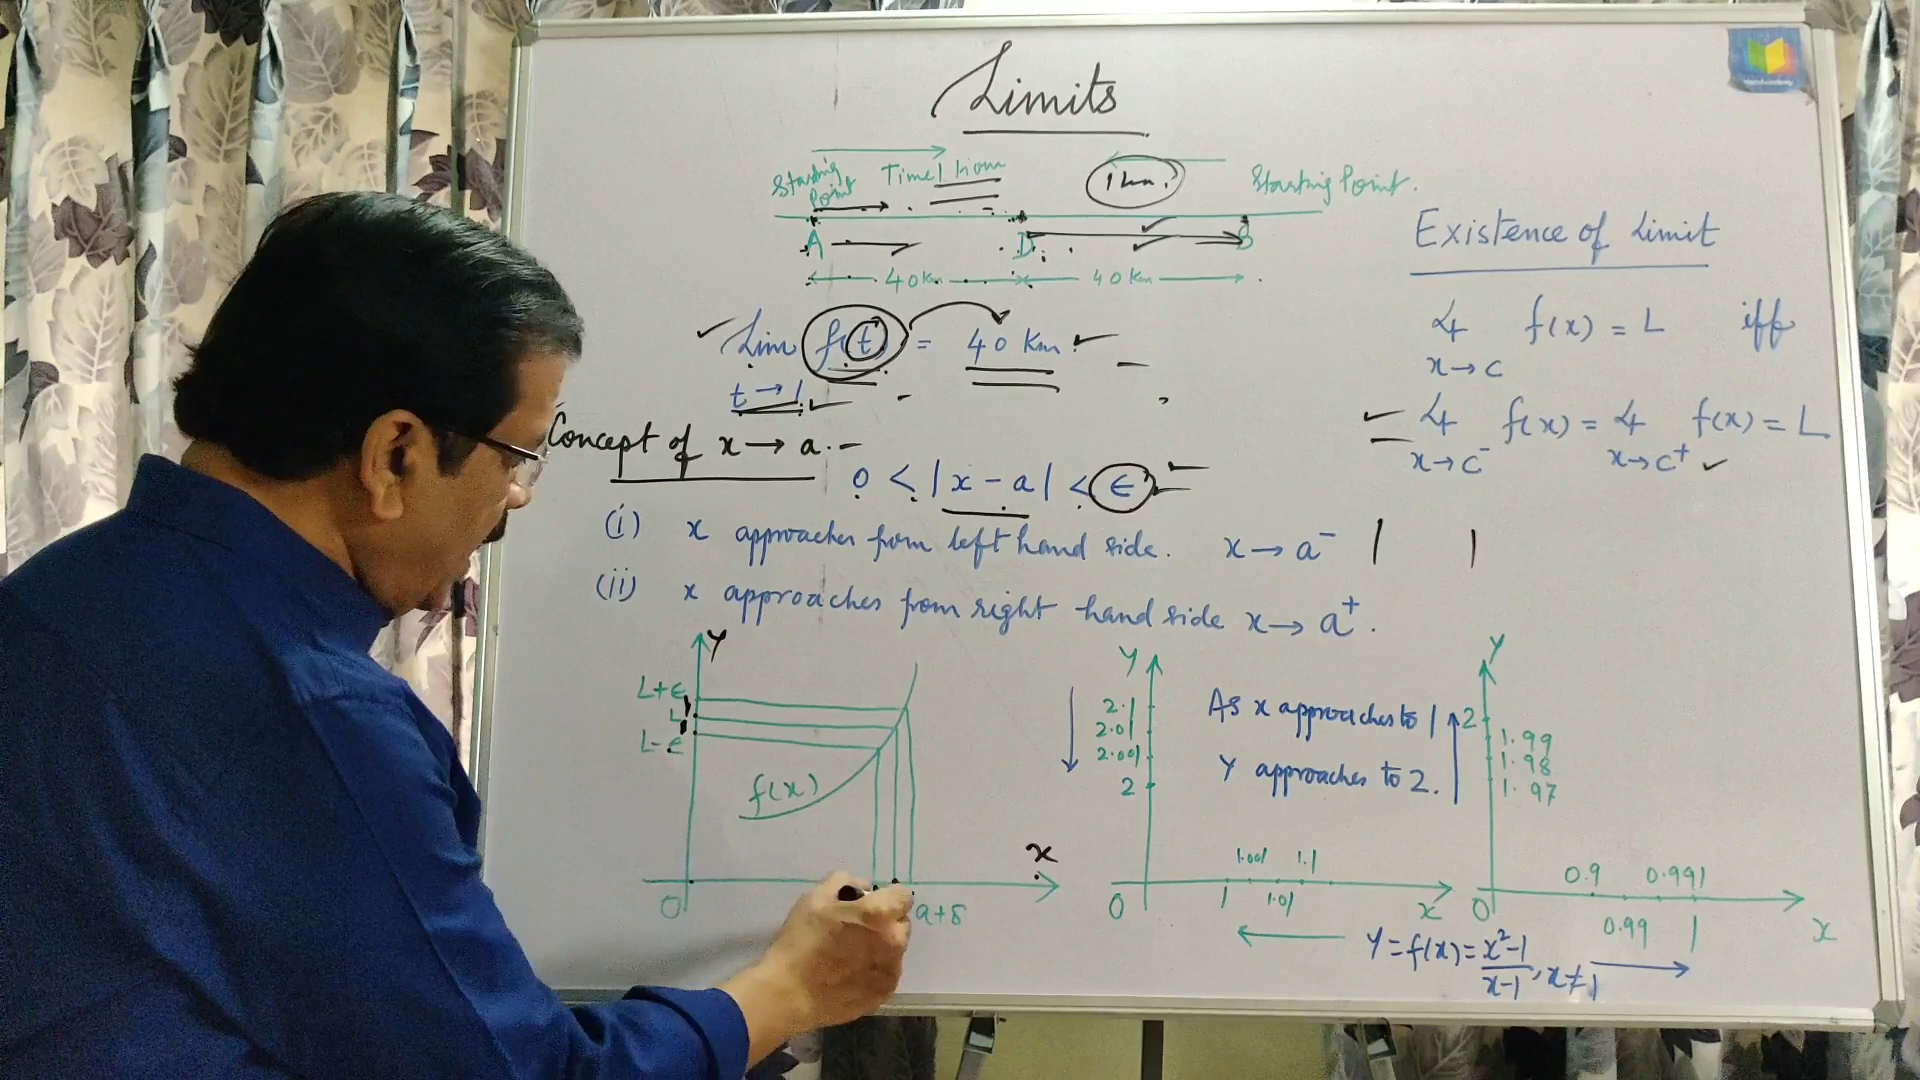 Limits
Starting Point
Time 1 hour
1 hr.
Starting Point.
A D B
40 Km 40 Km
Lim f(t) = 40 Km.
t → 1
Concept of x → a.
0 < |x - a| < ϵ
(i) x approaches from left hand side. x → a⁻
(ii) x approaches from right hand side x → a⁺.
Existence of Limit
Lt f(x) = L iff
x → c
Lt f(x) = Lt f(x) = L
x → c⁻ x → c⁺
Y
L+ϵ
L
L-ϵ
f(x)
x
O
a+δ
Y
2.1
2.01
2.001
2
1.001 1.1
O 1 1.01 x
As x approaches to 1
Y approaches to 2.
Y
2
1.99
1.98
1.97
0.9 0.991
O 0.99 1 x
Y = f(x) = x²-1
x-1 , x ≠ 1